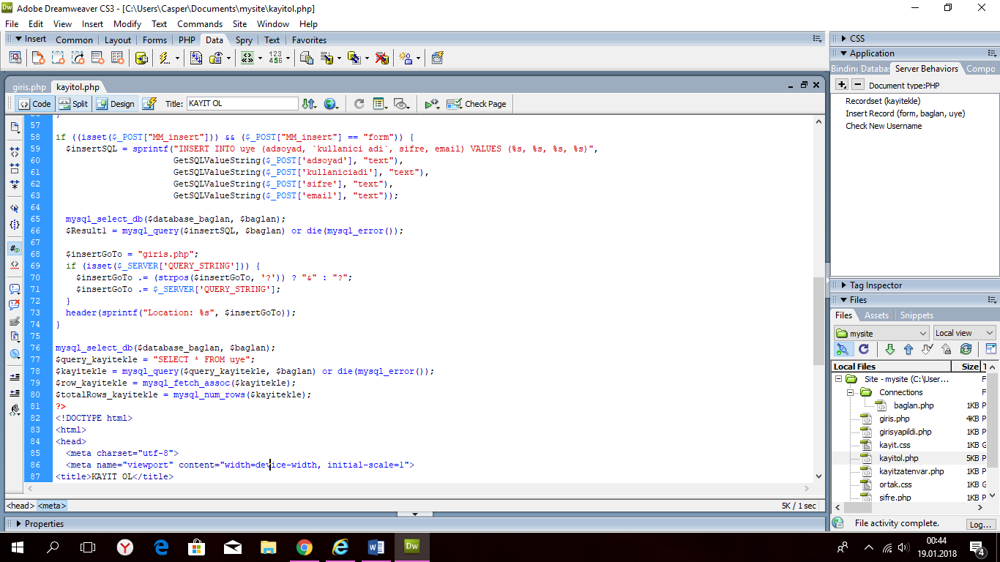 Adobe Dreamweaver CS3 - [C:\Users\Casper\Documents\mysite\kayitol.php]
File Edit View Insert Modify Text Commands Site Window Help
Insert Common Layout Forms PHP Data Spry Text Favorites
giris.php kayitol.php
Code Split Design Title: KAYIT OL Check Page
57
58 if ((isset($_POST["MM_insert"])) && ($_POST["MM_insert"] == "form")) {
59 $insertSQL = sprintf("INSERT INTO uye (adsoyad, `kullanici adi`, sifre, email) VALUES (%s, %s, %s, %s)",
60 GetSQLValueString($_POST['adsoyad'], "text"),
61 GetSQLValueString($_POST['kullaniciadi'], "text"),
62 GetSQLValueString($_POST['sifre'], "text"),
63 GetSQLValueString($_POST['email'], "text"));
64
65 mysql_select_db($database_baglan, $baglan);
66 $Result1 = mysql_query($insertSQL, $baglan) or die(mysql_error());
67
68 $insertGoTo = "giris.php";
69 if (isset($_SERVER['QUERY_STRING'])) {
70 $insertGoTo .= (strpos($insertGoTo, '?')) ? "&" : "?";
71 $insertGoTo .= $_SERVER['QUERY_STRING'];
72 }
73 header(sprintf("Location: %s", $insertGoTo));
74 }
75
76 mysql_select_db($database_baglan, $baglan);
77 $query_kayitekle = "SELECT * FROM uye";
78 $kayitekle = mysql_query($query_kayitekle, $baglan) or die(mysql_error());
79 $row_kayitekle = mysql_fetch_assoc($kayitekle);
80 $totalRows_kayitekle = mysql_num_rows($kayitekle);
81 ?>
82 <!DOCTYPE html>
83 <html>
84 <head>
85 <meta charset="utf-8">
86 <meta name="viewport" content="width=device-width, initial-scale=1">
87 <title>KAYIT OL</title>
<head> <meta> 5K / 1 sec
Properties
CSS
Application
Bindin Databa: Server Behaviors Compo
Document type:PHP
Recordset (kayitekle)
Insert Record (form, baglan, uye)
Check New Username
Tag Inspector
Files
Files Assets Snippets
mysite Local view
Local Files Size
Site - mysite (C:\User...
Connections
baglan.php 1KB P
giris.php 4KB P
girisyapildi.php 1KB P
kayit.css 1KB G
kayitol.php 5KB P
kayitzatenvar.php 1KB P
ortak.css 1KB G
sifre.php 1KB P
File activity complete. Log...
00:44
19.01.2018
4